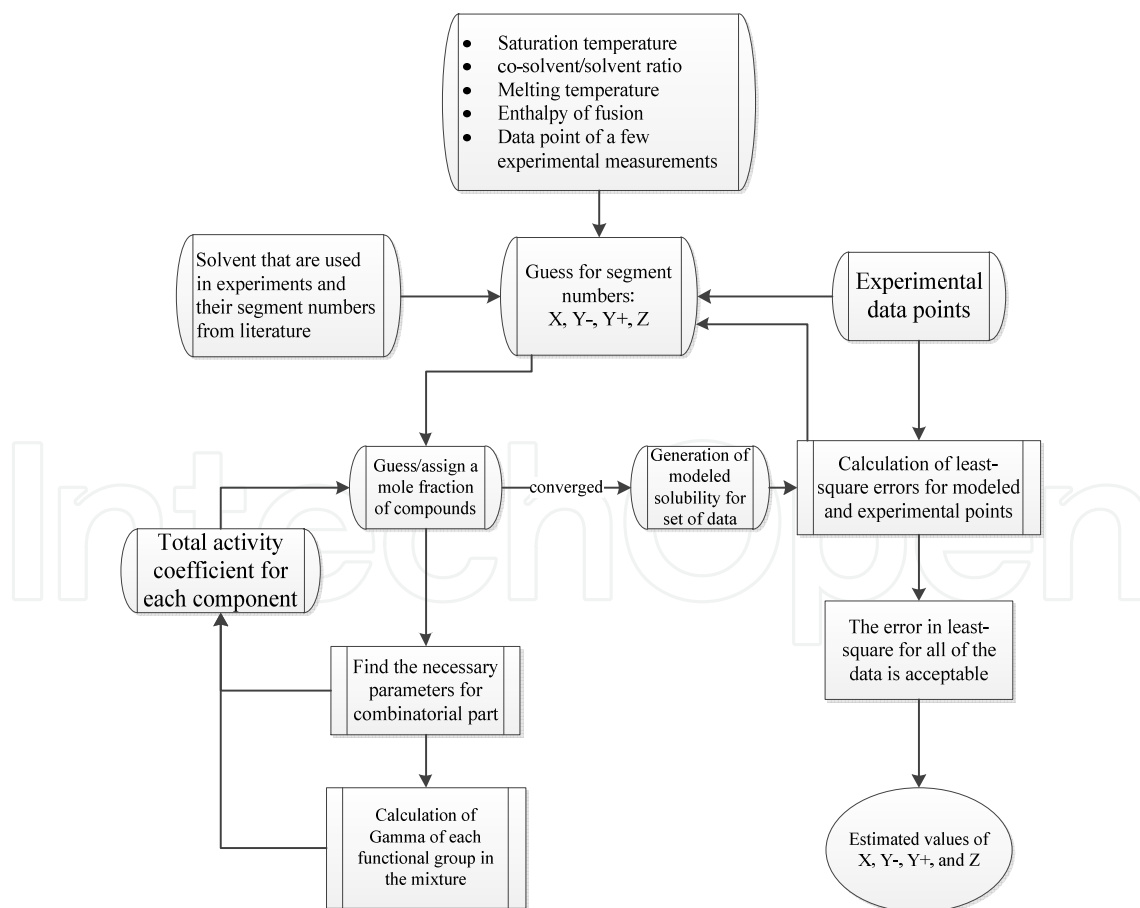 • Saturation temperature
• co-solvent/solvent ratio
• Melting temperature
• Enthalpy of fusion
• Data point of a few
experimental measurements
Solvent that are used
in experiments and
their segment numbers
from literature
Guess for segment
numbers:
X, Y-, Y+, Z
Experimental
data points
Guess/assign a
mole fraction
of compounds
converged
Generation of
modeled
solubility for
set of data
Calculation of least-
square errors for modeled
and experimental points
Total activity
coefficient for
each component
The error in least-
square for all of the
data is acceptable
Find the necessary
parameters for
combinatorial part
Calculation of
Gamma of each
functional group in
the mixture
Estimated values of
X, Y-, Y+, and Z
IntechOpen